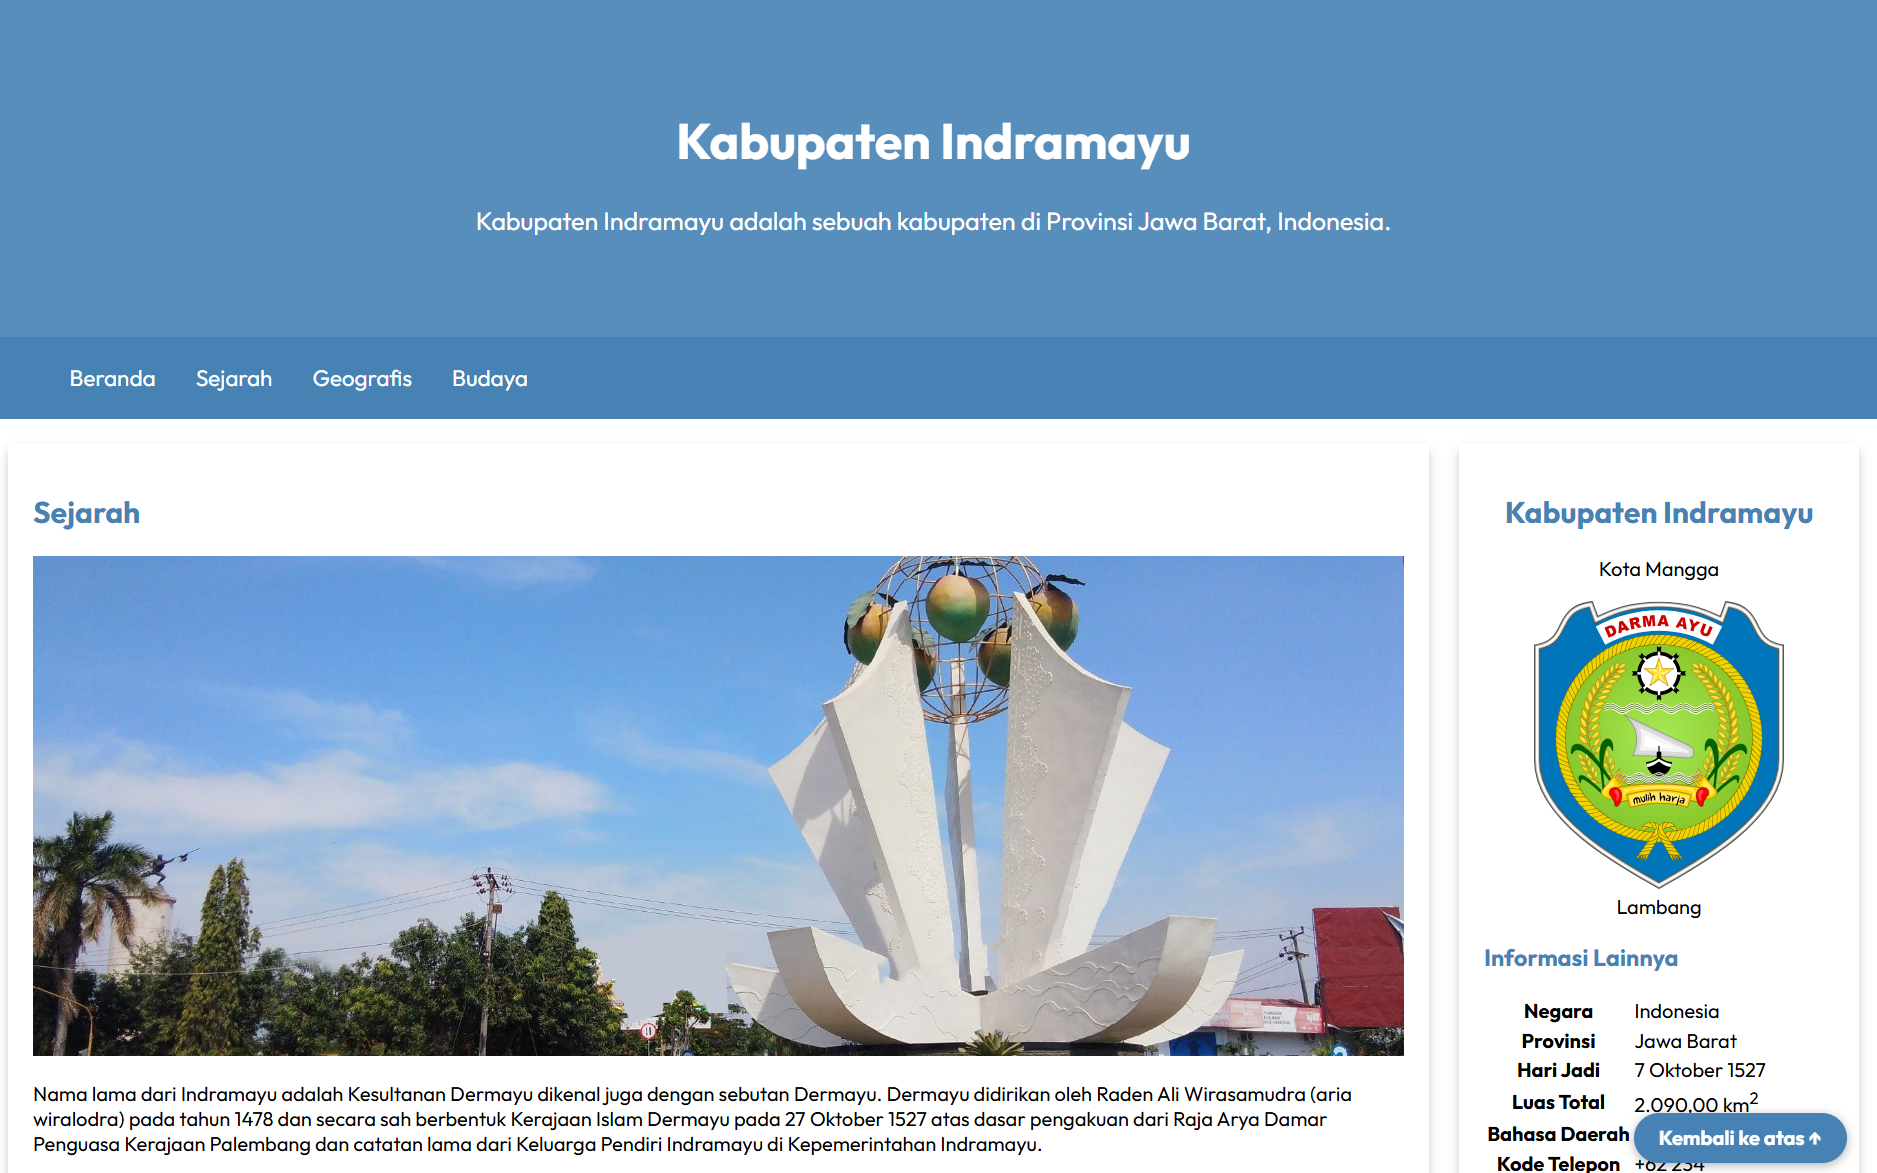 Kabupaten Indramayu
Kabupaten Indramayu adalah sebuah kabupaten di Provinsi Jawa Barat, Indonesia.
Beranda Sejarah Geografis Budaya
Sejarah
Nama lama dari Indramayu adalah Kesultanan Dermayu dikenal juga dengan sebutan Dermayu. Dermayu didirikan oleh Raden Ali Wirasamudra (aria
wiralodra) pada tahun 1478 dan secara sah berbentuk Kerajaan Islam Dermayu pada 27 Oktober 1527 atas dasar pengakuan dari Raja Arya Damar
Penguasa Kerajaan Palembang dan catatan lama dari Keluarga Pendiri Indramayu di Kepemerintahan Indramayu.
Kabupaten Indramayu
Kota Mangga
DARMA AYU
mulih harja
Lambang
Informasi Lainnya
Negara Indonesia
Provinsi Jawa Barat
Hari Jadi 7 Oktober 1527
Luas Total 2.090,00 km²
Bahasa Daerah
Kode Telepon +62 234
Kembali ke atas ↑